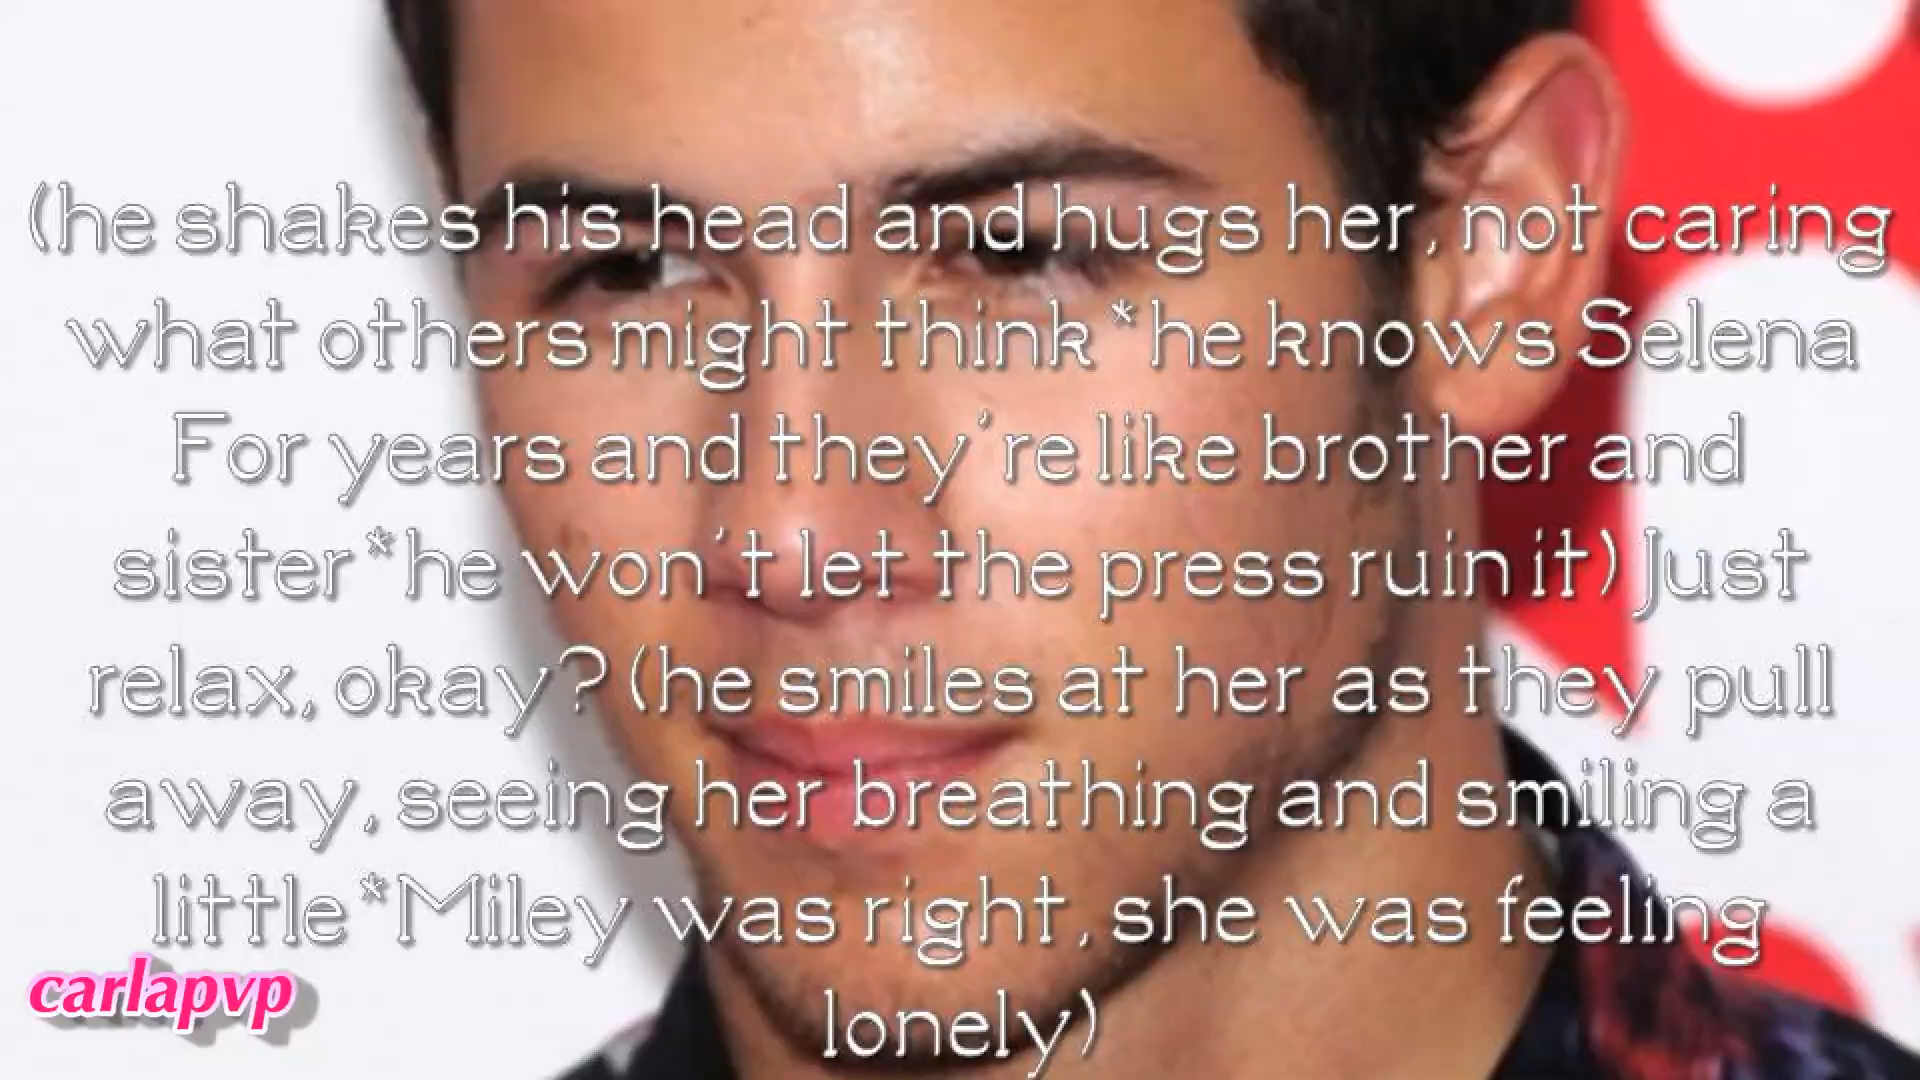 (he shakes his head and hugs her, not caring
what others might think*he knows Selena
For years and they're like brother and
sister*he won't let the press ruin it) Just
relax, okay? (he smiles at her as they pull
away, seeing her breathing and smiling a
little*Miley was right, she was feeling
lonely)
carlapvp